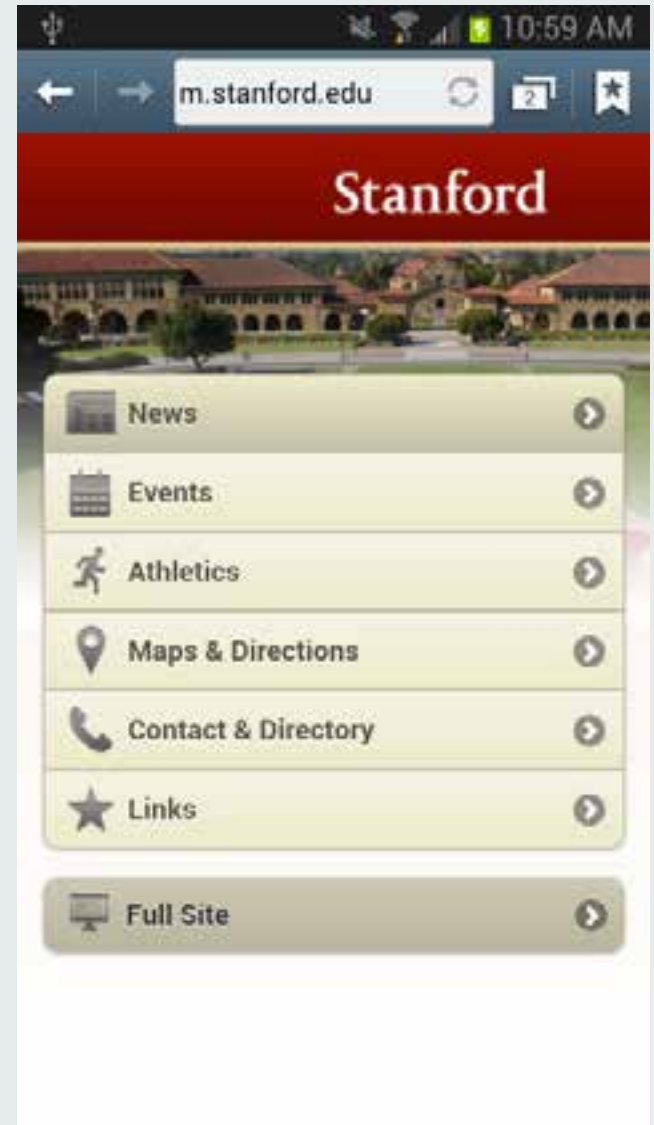 10:59 AM
m.stanford.edu
2
Stanford
News
Events
Athletics
Maps & Directions
Contact & Directory
Links
Full Site